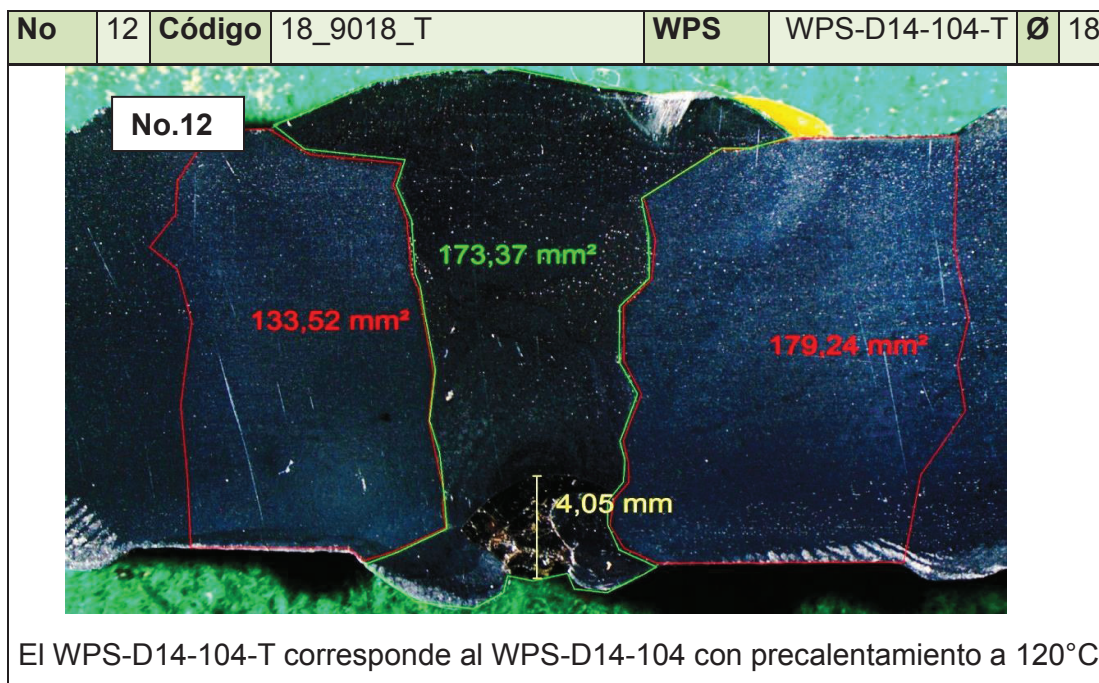 No 12 Código 18_9018_T WPS WPS-D14-104-T Ø 18
No.12
173,37 mm²
133,52 mm²
179,24 mm²
4,05 mm
El WPS-D14-104-T corresponde al WPS-D14-104 con precalentamiento a 120°C